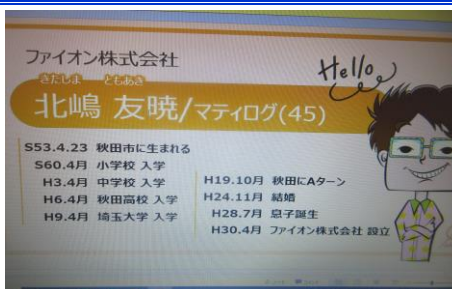 ファイオン株式会社
Hello
きたしま ともあき
北嶋 友暁/マティログ(45)
S53.4.23 秋田市に生まれる
S60.4月 小学校 入学
H3.4月 中学校 入学
H6.4月 秋田高校 入学
H9.4月 埼玉大学 入学
H19.10月 秋田にAターン
H24.11月 結婚
H28.7月 息子誕生
H30.4月 ファイオン株式会社 設立